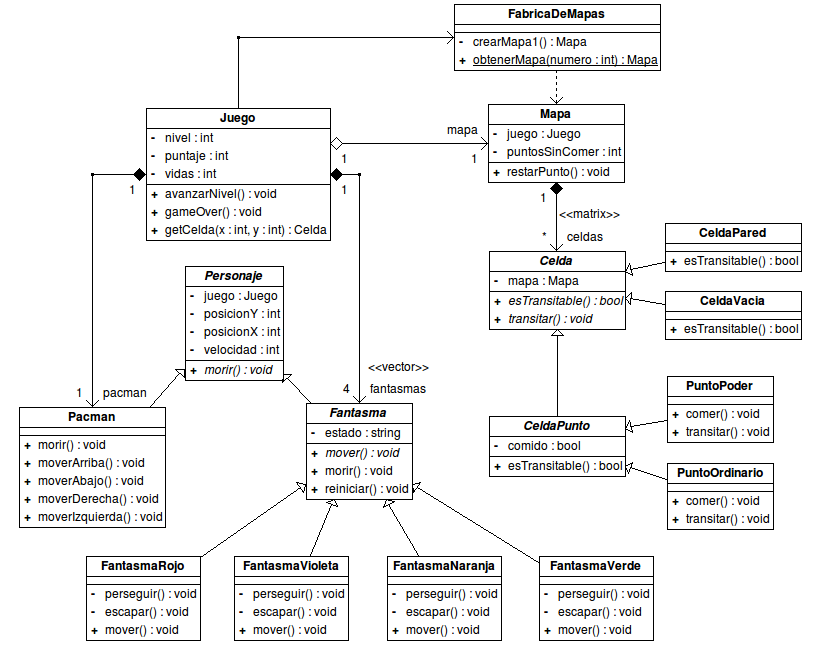 FabricaDeMapas
- crearMapa1() : Mapa
+ obtenerMapa(numero : int) : Mapa
Juego
- nivel : int
- puntaje : int
- vidas : int
+ avanzarNivel() : void
+ gameOver() : void
+ getCelda(x : int, y : int) : Celda
mapa
1
1
1
1
Mapa
- juego : Juego
- puntosSinComer : int
+ restarPunto() : void
1
<<matrix>>
* celdas
Celda
- mapa : Mapa
+ esTransitable() : bool
+ transitar() : void
CeldaPared
+ esTransitable() : bool
CeldaVacia
+ esTransitable() : bool
Personaje
- juego : Juego
- posicionY : int
- posicionX : int
- velocidad : int
+ morir() : void
1 pacman
<<vector>>
4 fantasmas
Pacman
+ morir() : void
+ moverArriba() : void
+ moverAbajo() : void
+ moverDerecha() : void
+ moverIzquierda() : void
Fantasma
- estado : string
+ mover() : void
+ morir() : void
+ reiniciar() : void
CeldaPunto
- comido : bool
+ esTransitable() : bool
PuntoPoder
+ comer() : void
+ transitar() : void
PuntoOrdinario
+ comer() : void
+ transitar() : void
FantasmaRojo
- perseguir() : void
- escapar() : void
+ mover() : void
FantasmaVioleta
- perseguir() : void
- escapar() : void
+ mover() : void
FantasmaNaranja
- perseguir() : void
- escapar() : void
+ mover() : void
FantasmaVerde
- perseguir() : void
- escapar() : void
+ mover() : void